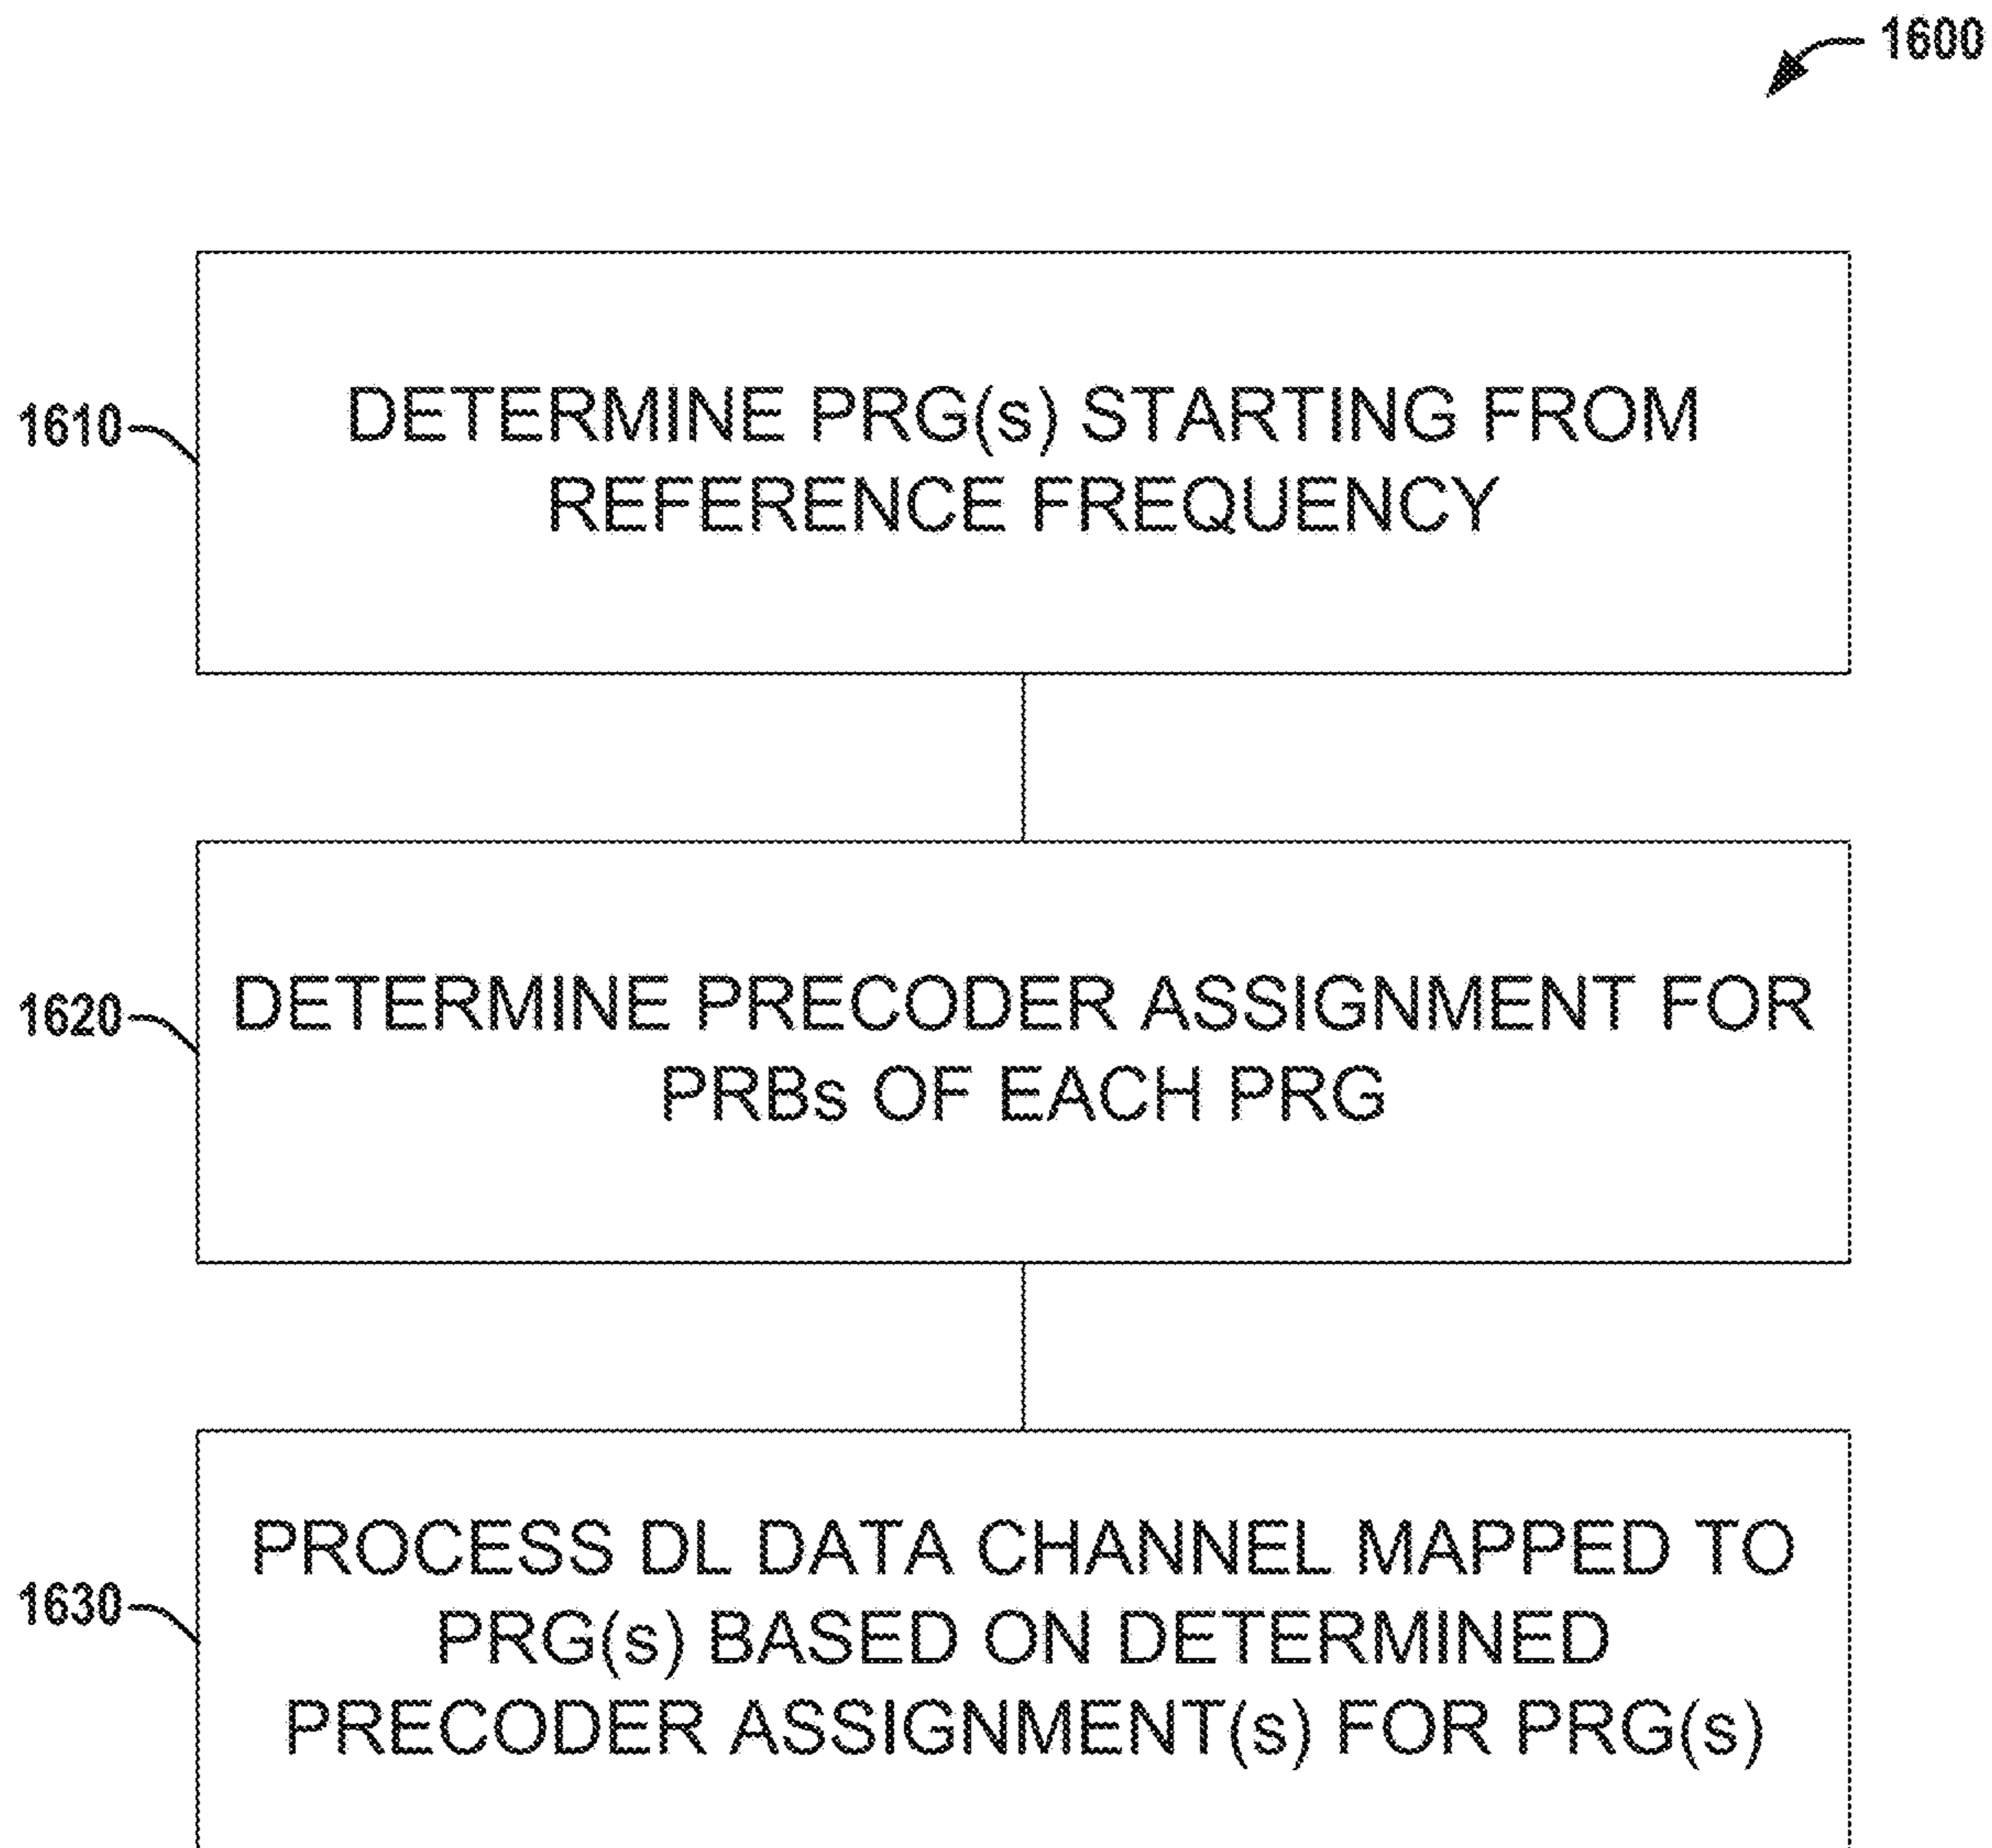 1600
1610
DETERMINE PRG(s) STARTING FROM
REFERENCE FREQUENCY
1620
DETERMINE PRECODER ASSIGNMENT FOR
PRBs OF EACH PRG
1630
PROCESS DL DATA CHANNEL MAPPED TO
PRG(s) BASED ON DETERMINED
PRECODER ASSIGNMENT(s) FOR PRG(s)